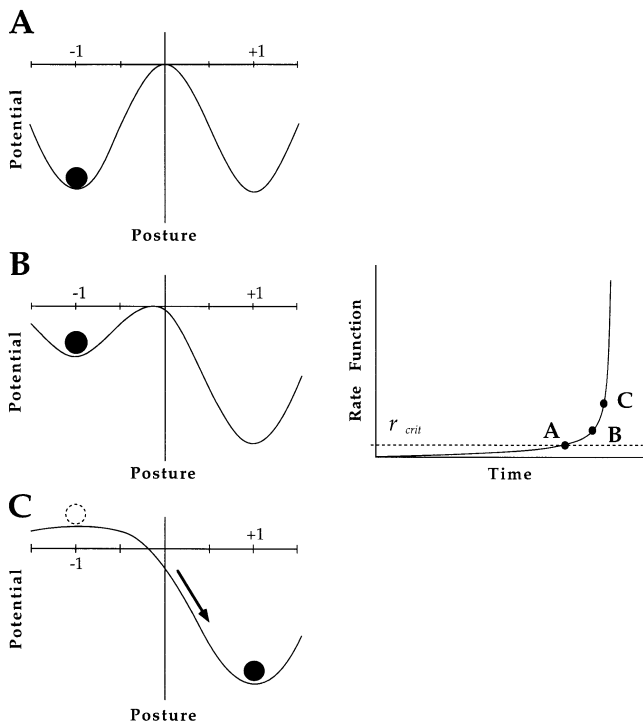 A
-1
+1
Potential
Posture
B
-1
+1
Potential
Posture
C
-1
+1
Potential
Posture
Rate Function
r crit
A
B
C
Time